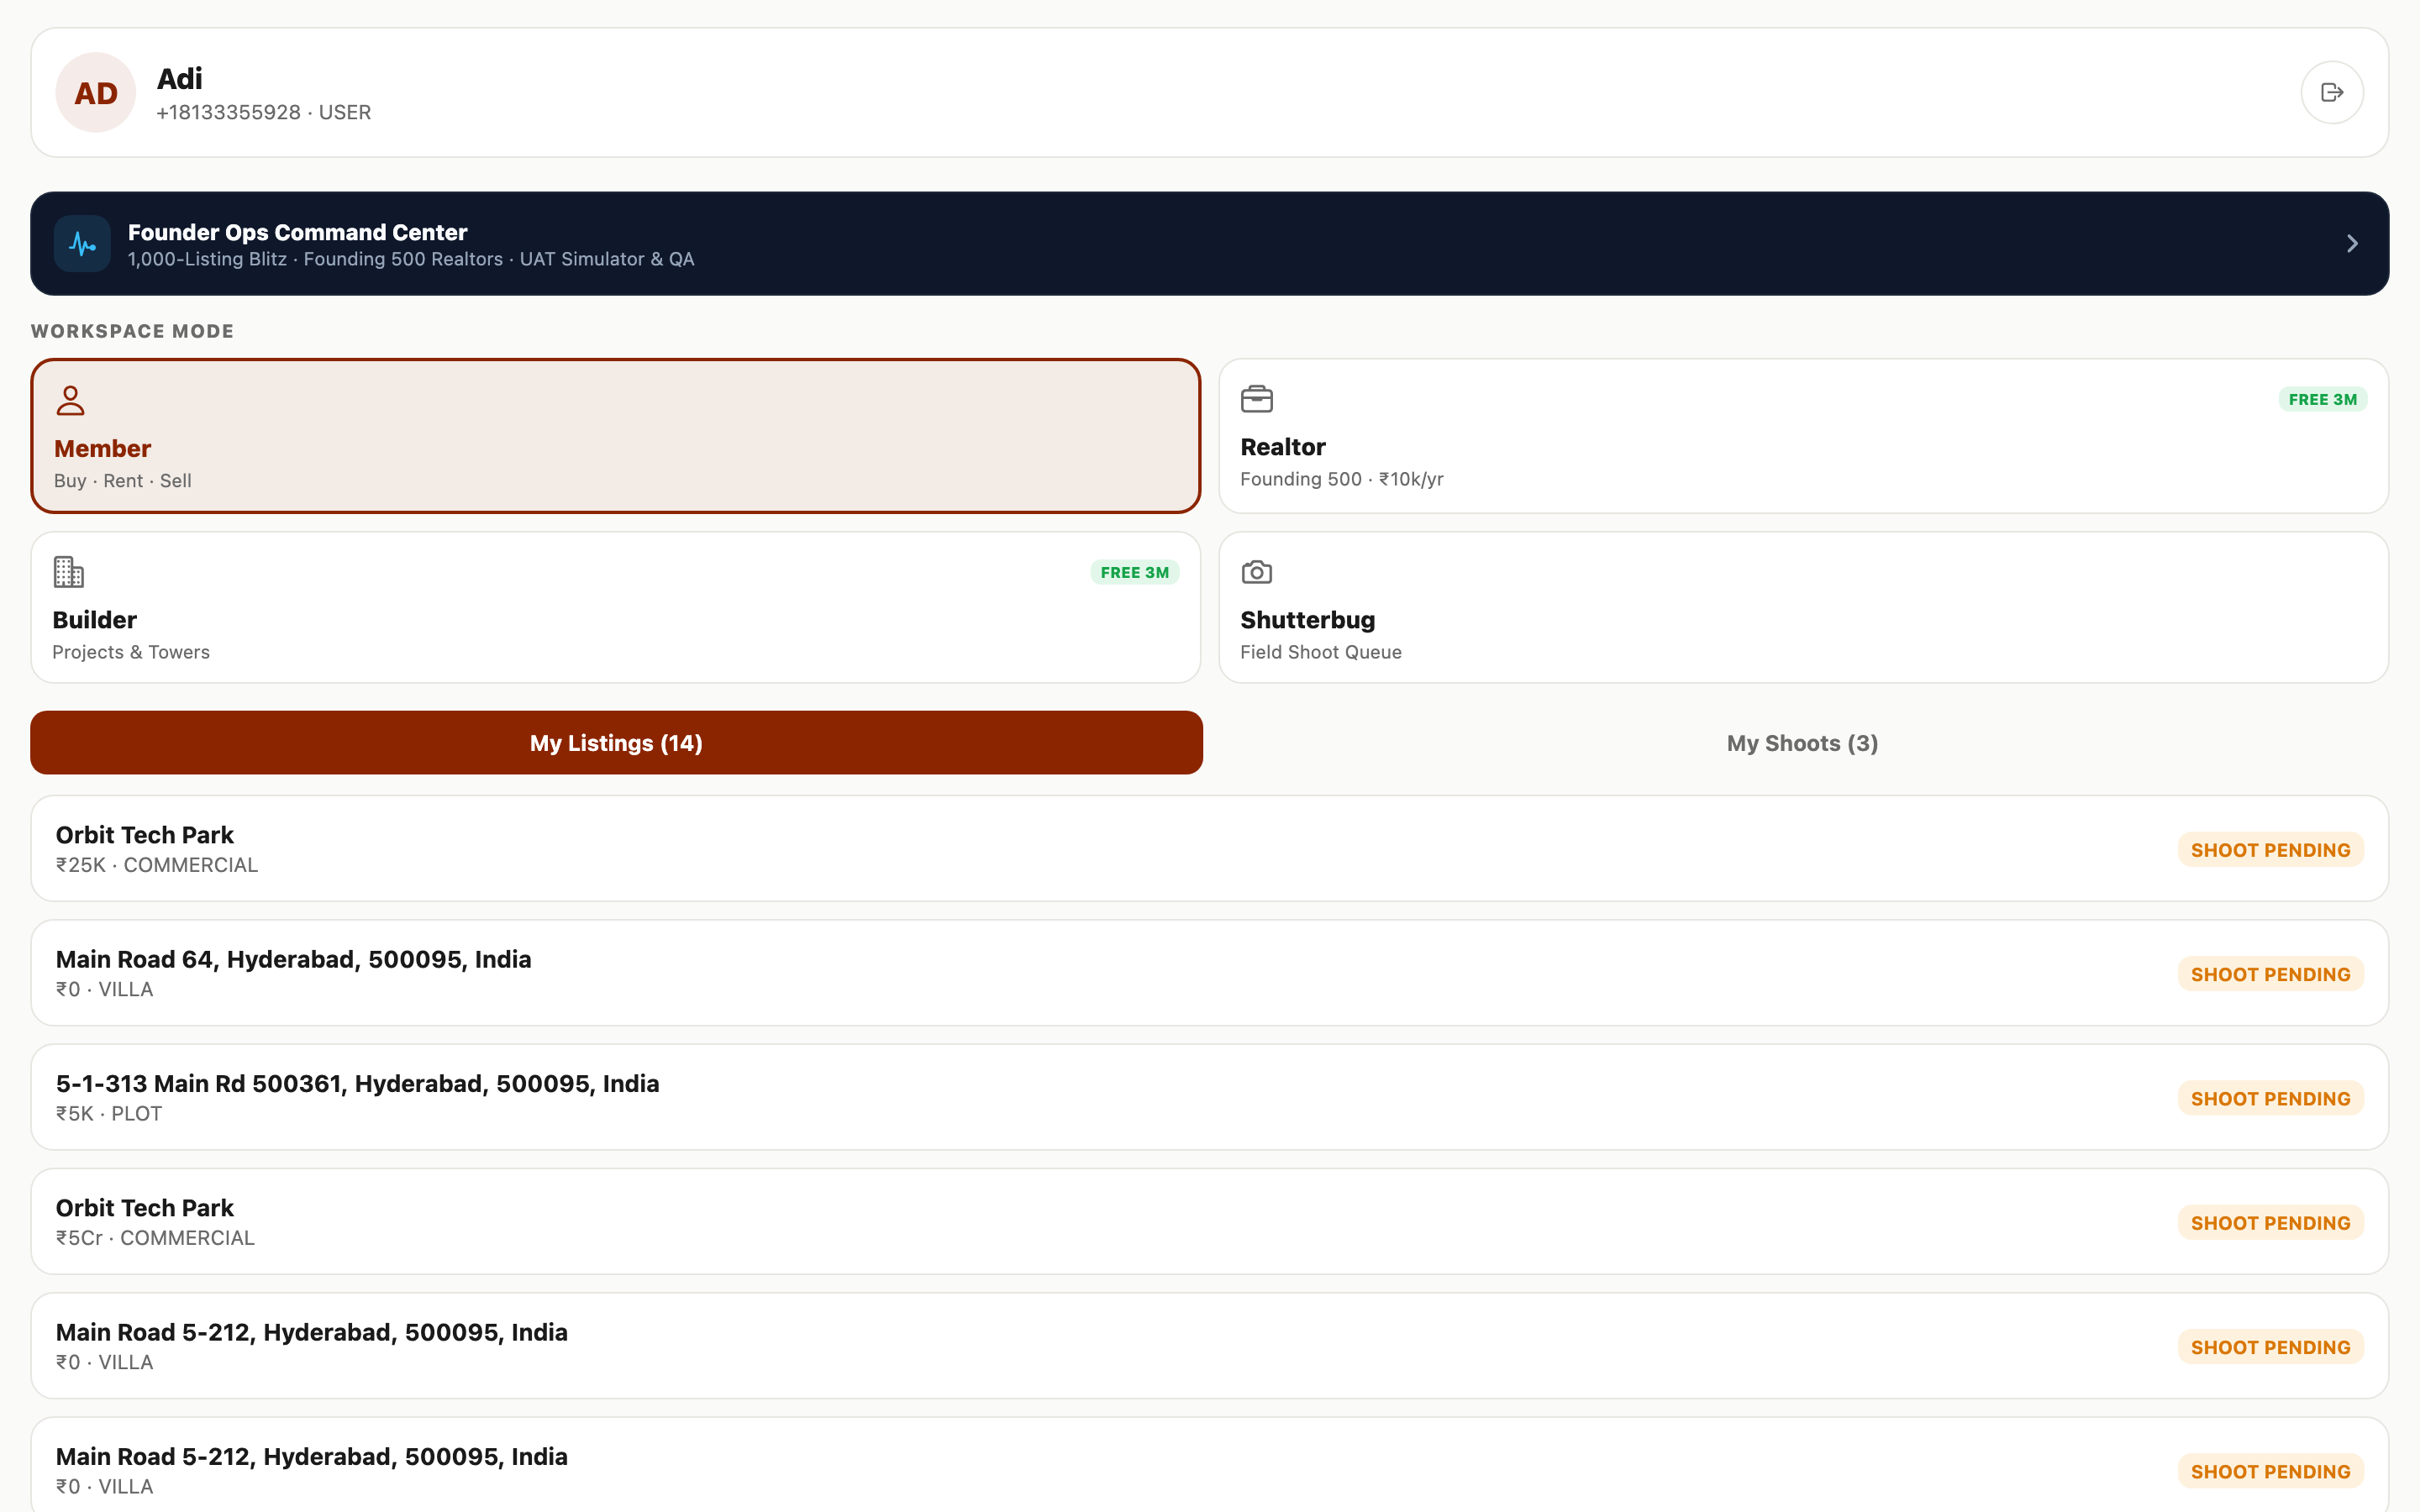 AD
Adi
+18133355928 · USER
Founder Ops Command Center
1,000-Listing Blitz · Founding 500 Realtors · UAT Simulator & QA
WORKSPACE MODE
Member
Buy · Rent · Sell
FREE 3M
Realtor
Founding 500 · ₹10k/yr
FREE 3M
Builder
Projects & Towers
Shutterbug
Field Shoot Queue
My Listings (14)
My Shoots (3)
Orbit Tech Park
₹25K · COMMERCIAL
SHOOT PENDING
Main Road 64, Hyderabad, 500095, India
₹0 · VILLA
SHOOT PENDING
5-1-313 Main Rd 500361, Hyderabad, 500095, India
₹5K · PLOT
SHOOT PENDING
Orbit Tech Park
₹5Cr · COMMERCIAL
SHOOT PENDING
Main Road 5-212, Hyderabad, 500095, India
₹0 · VILLA
SHOOT PENDING
Main Road 5-212, Hyderabad, 500095, India
₹0 · VILLA
SHOOT PENDING